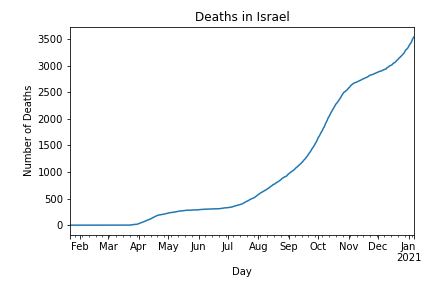 Deaths in Israel
3500
3000
2500
2000
1500
1000
500
0
Number of Deaths
Feb Mar Apr May Jun Jul Aug Sep Oct Nov Dec Jan
2021
Day